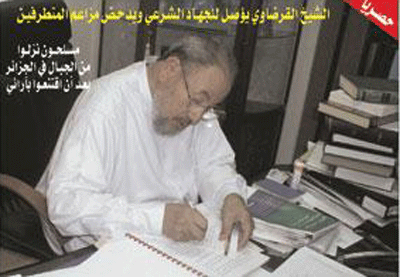 حصريا
الشيخ القرضاوي يؤصل للجهاد الشرعي ويدحض مزاعم المتطرفين
مسلحون نزلوا
من الجبال في الجزائر
بعد أن اقتنعوا بآرائي